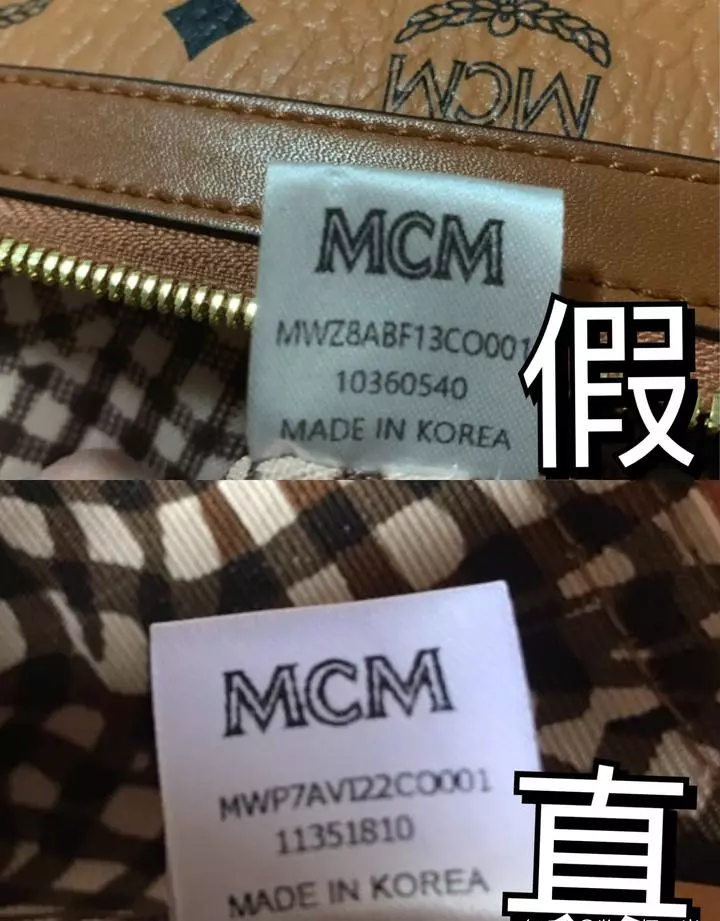 MCM
MCM
MWZ8ABF13CO001
10360540
MADE IN KOREA
假
MCM
MWP7AVI22CO001
11351810
MADE IN KOREA
真